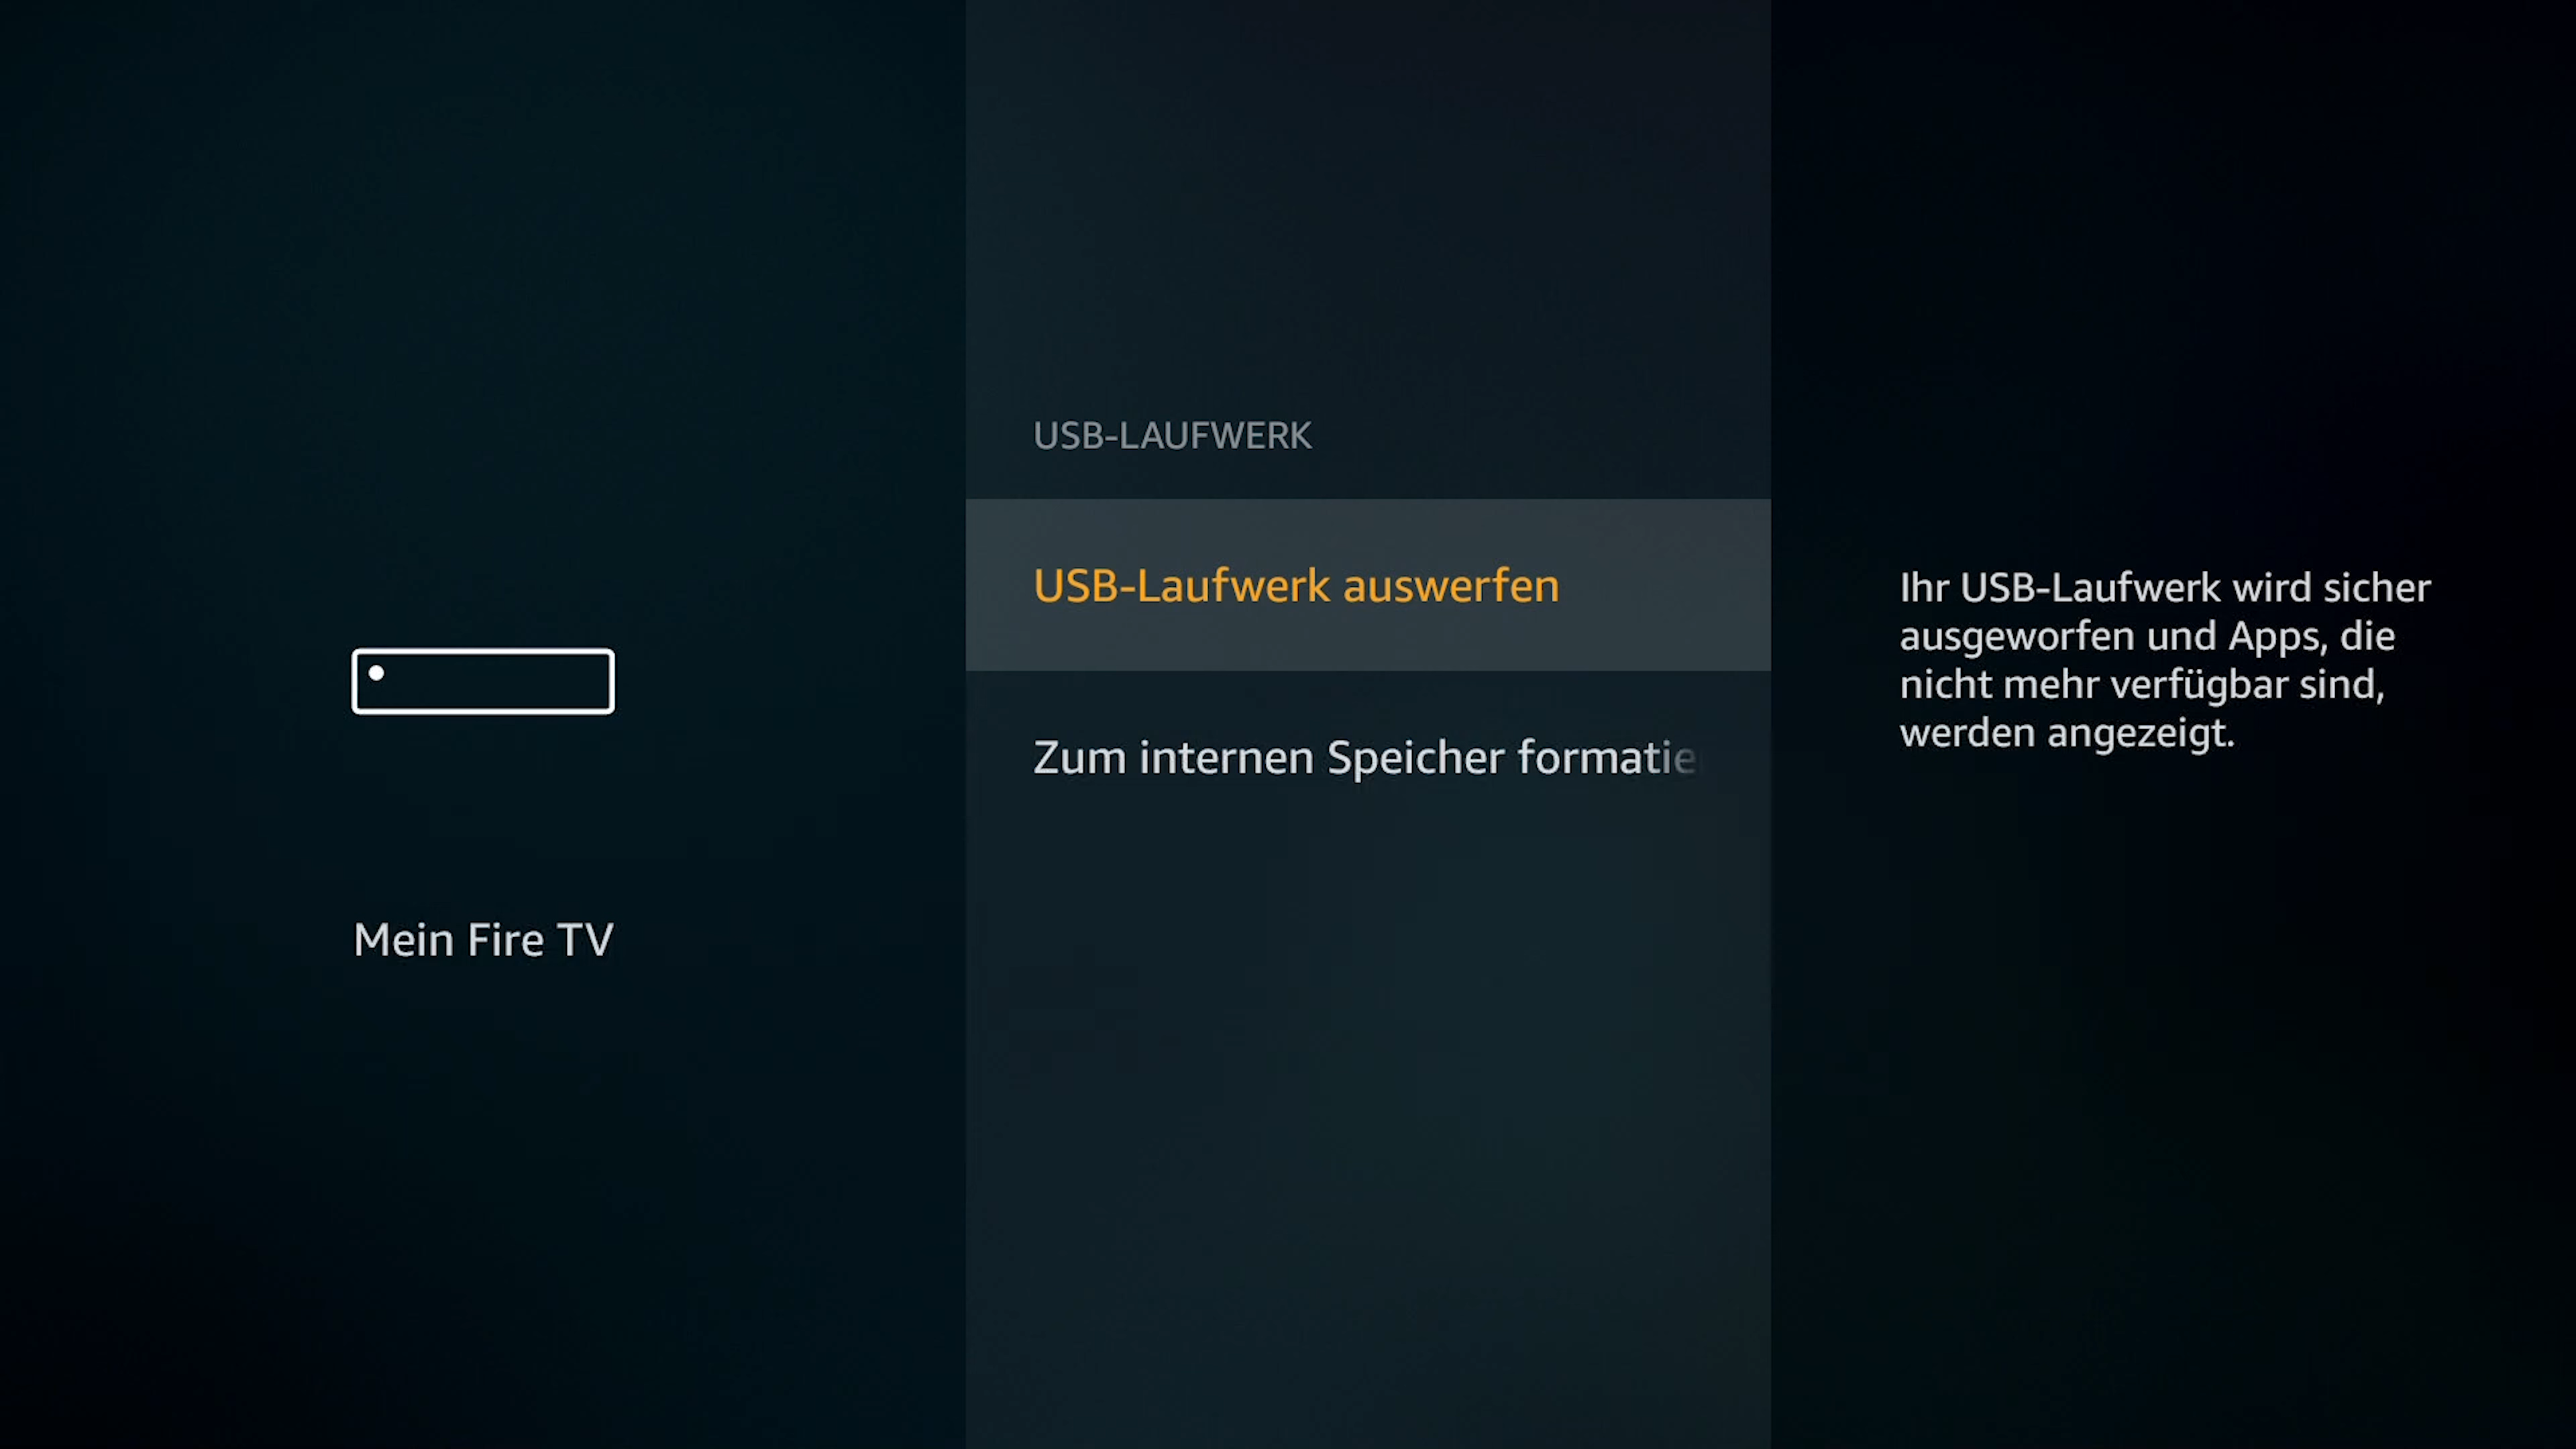 USB-LAUFWERK
USB-Laufwerk auswerfen
Zum internen Speicher formatie
Mein Fire TV
Ihr USB-Laufwerk wird sicher
ausgeworfen und Apps, die
nicht mehr verfügbar sind,
werden angezeigt.